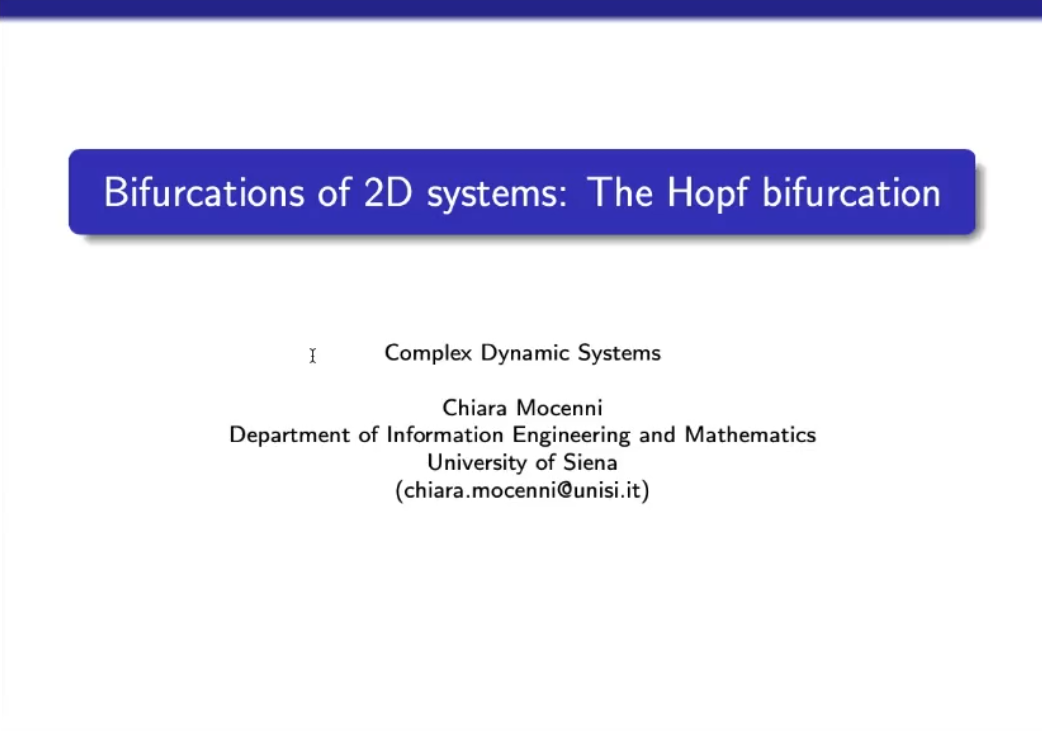 Bifurcations of 2D systems: The Hopf bifurcation
Complex Dynamic Systems
Chiara Mocenni
Department of Information Engineering and Mathematics
University of Siena
(chiara.mocenni@unisi.it)